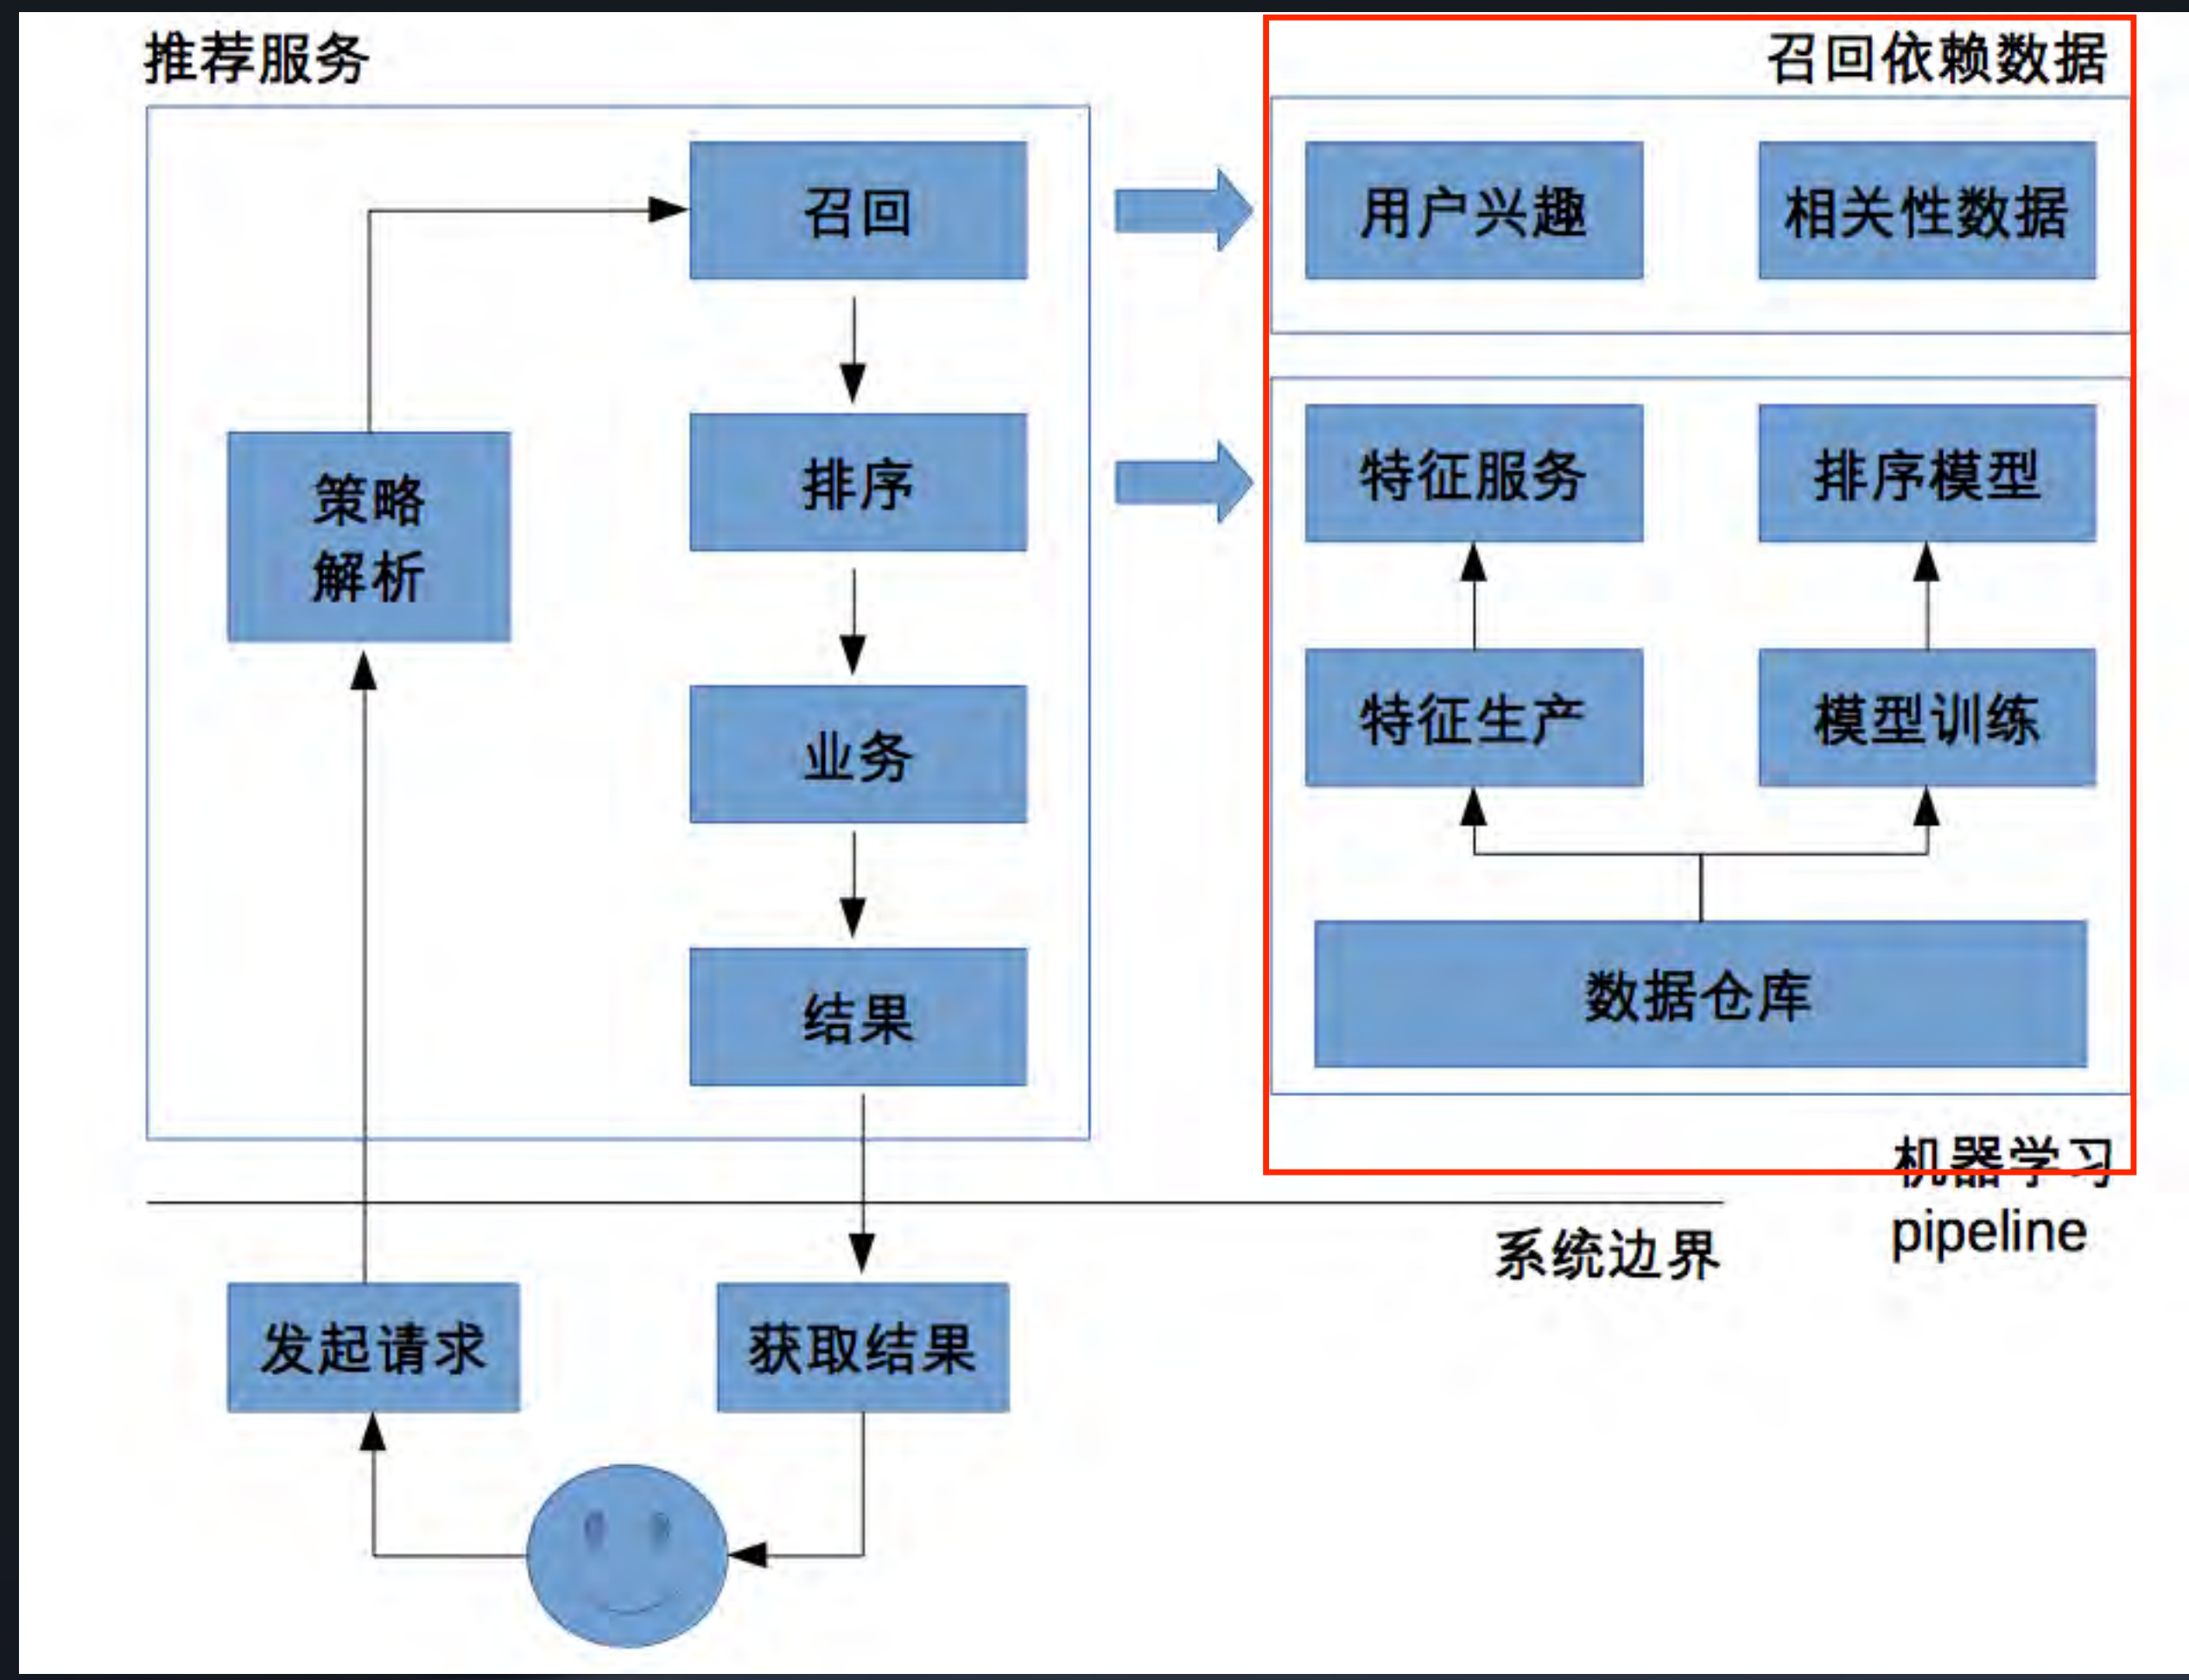 推荐服务
召回
策略
解析
排序
业务
结果
召回依赖数据
用户兴趣
相关性数据
特征服务
排序模型
特征生产
模型训练
数据仓库
机器学习
pipeline
系统边界
发起请求
获取结果